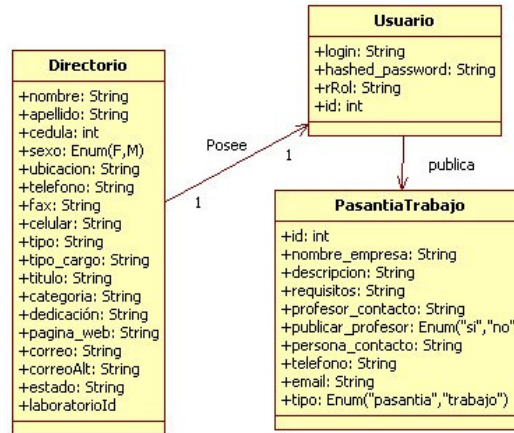 Directorio
+nombre: String
+apellido: String
+cedula: int
+sexo: Enum(F,M)
+ubicacion: String
+telefono: String
+fax: String
+celular: String
+tipo: String
+tipo_cargo: String
+titulo: String
+categoria: String
+dedicación: String
+pagina_web: String
+correo: String
+correoAlt: String
+estado: String
+laboratorioId
Posee
1
1
Usuario
+login: String
+hashed_password: String
+rRol: String
+id: int
publica
PasantiaTrabajo
+id: int
+nombre_empresa: String
+descripcion: String
+requisitos: String
+profesor_contacto: String
+publicar_profesor: Enum("si","no"
+persona_contacto: String
+telefono: String
+email: String
+tipo: Enum("pasantia","trabajo")